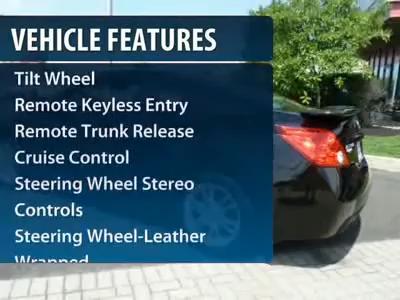 VEHICLE FEATURES
Tilt Wheel
Remote Keyless Entry
Remote Trunk Release
Cruise Control
Steering Wheel Stereo
Controls
Steering Wheel-Leather
Wrapped